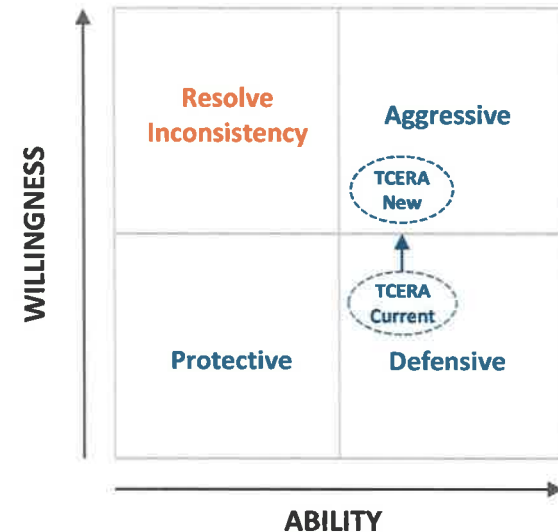 Resolve
Inconsistency
Aggressive
TCERA
New
WILLINGNESS
TCERA
Current
Protective
Defensive
ABILITY